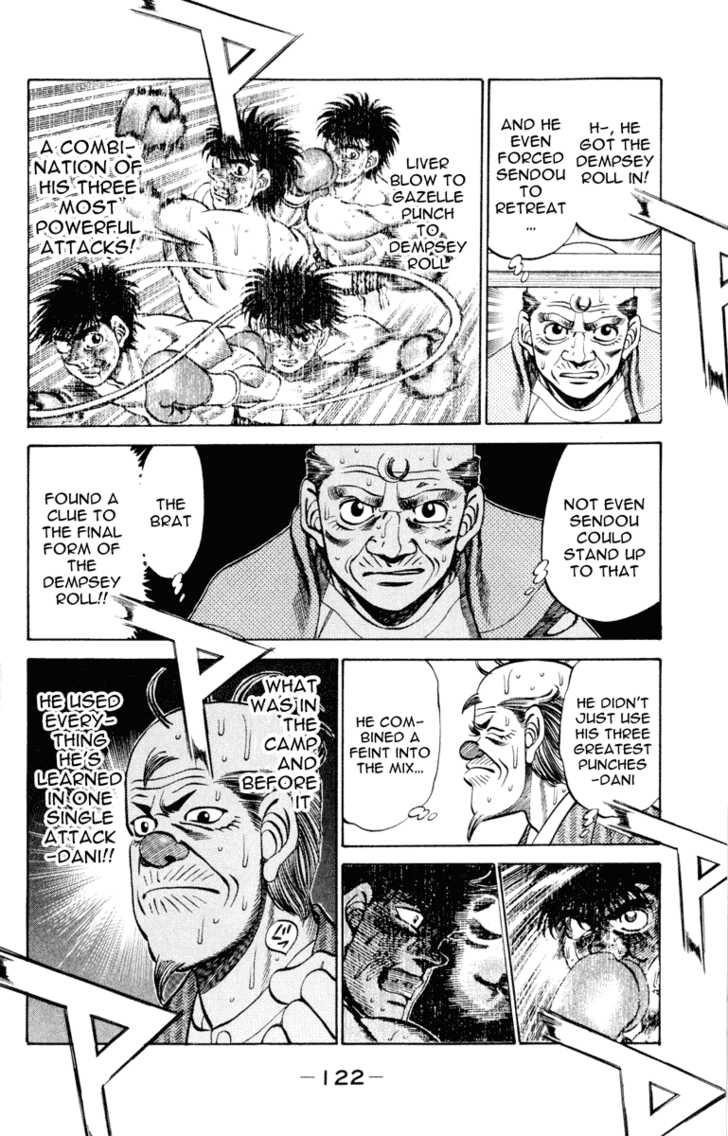 H-, HE
GOT THE
DEMPSEY
ROLL IN!
AND HE
EVEN
FORCED
SENDOU
TO
RETREAT
...
LIVER
BLOW TO
GAZELLE
PUNCH
TO
DEMPSEY
ROLL
A COMBI-
NATION OF
HIS THREE
MOST
POWERFUL
ATTACKS!
NOT EVEN
SENDOU
COULD
STAND UP
TO THAT
THE
BRAT
FOUND A
CLUE TO
THE FINAL
FORM OF
THE
DEMPSEY
ROLL!!
HE DIDN'T
JUST USE
HIS THREE
GREATEST
PUNCHES
-DANI
HE COM-
BINED A
FEINT INTO
THE MIX...
WHAT
WAS IN
THE
CAMP
AND
BEFORE
IT
HE USED
EVERY-
THING
HE'S
LEARNED
IN ONE
SINGLE
ATTACK
-DANI!!
-122-